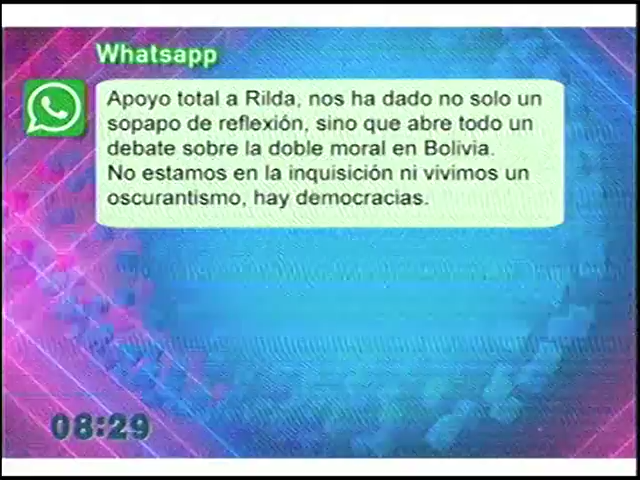 Whatsapp
Apoyo total a Rilda, nos ha dado no solo un
sopapo de reflexión, sino que abre todo un
debate sobre la doble moral en Bolivia.
No estamos en la inquisición ni vivimos un
oscurantismo, hay democracias.
08:29